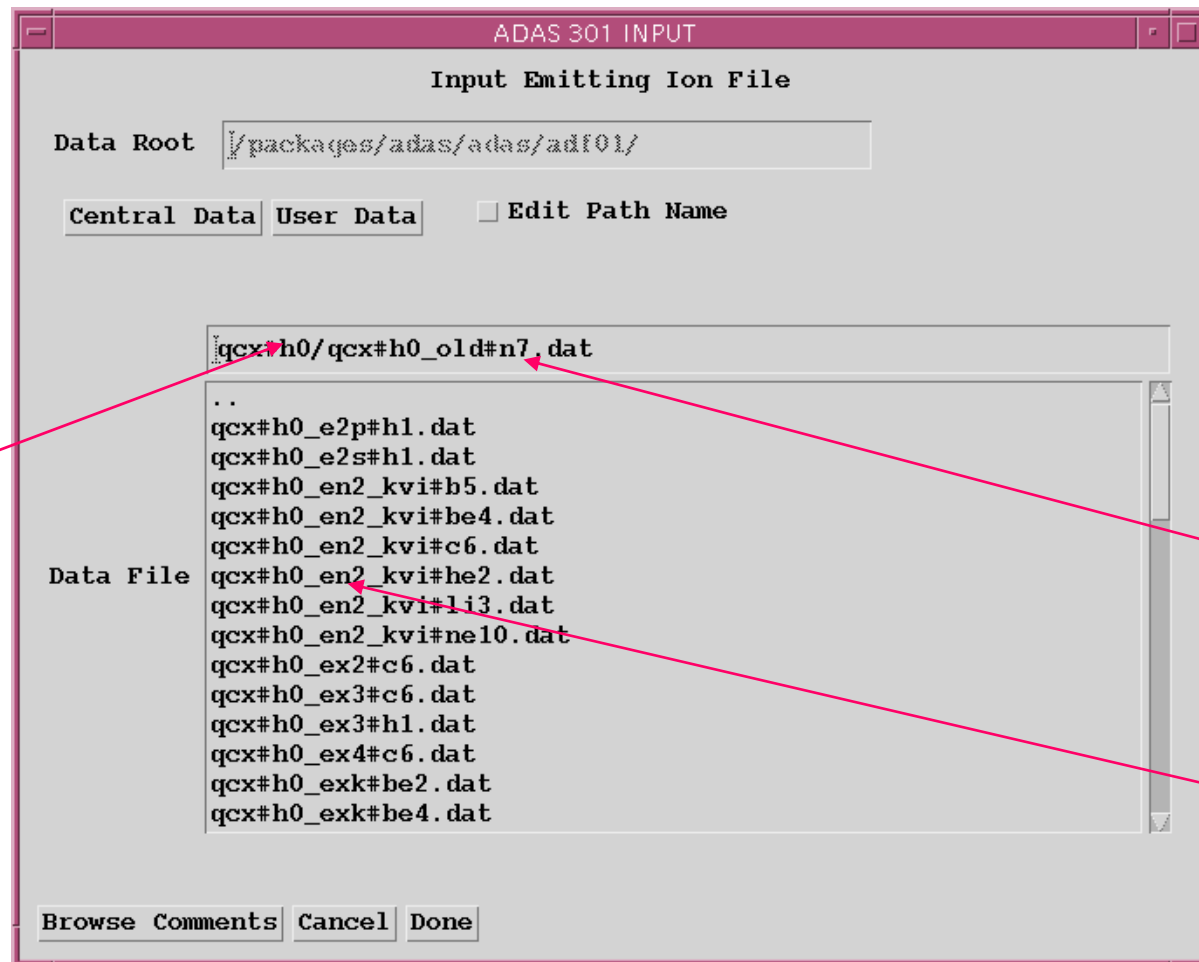 ADAS 301 INPUT
Input Emitting Ion File
Data Root /packages/adas/adas/adf01/
Central Data User Data Edit Path Name
qcx#h0/qcx#h0_old#n7.dat
..
qcx#h0_e2p#h1.dat
qcx#h0_e2s#h1.dat
qcx#h0_en2_kvi#b5.dat
qcx#h0_en2_kvi#be4.dat
qcx#h0_en2_kvi#c6.dat
Data File qcx#h0_en2_kvi#he2.dat
qcx#h0_en2_kvi#li3.dat
qcx#h0_en2_kvi#ne10.dat
qcx#h0_ex2#c6.dat
qcx#h0_ex3#c6.dat
qcx#h0_ex3#h1.dat
qcx#h0_ex4#c6.dat
qcx#h0_exk#be2.dat
qcx#h0_exk#be4.dat
Browse Comments Cancel Done